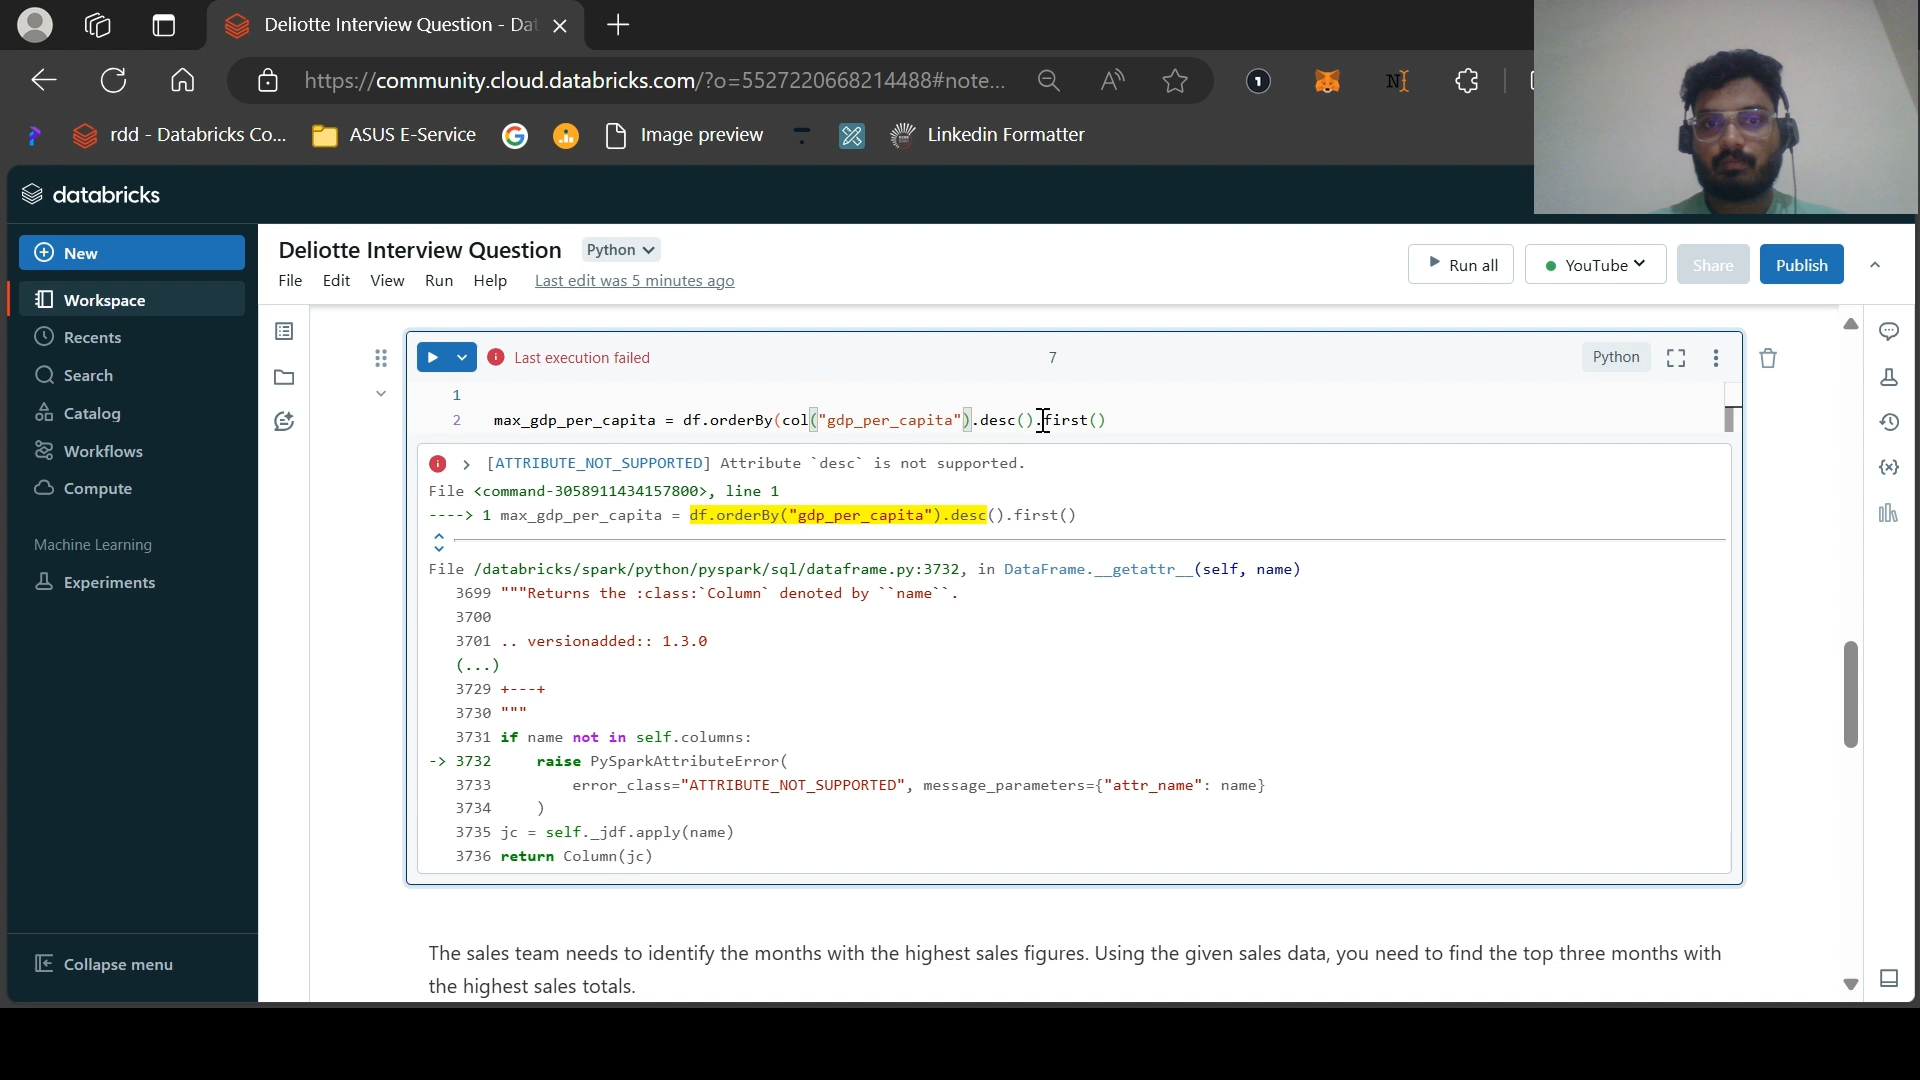 Deliotte Interview Question - Dat
https://community.cloud.databricks.com/?o=5527220668214488#note...
rdd - Databricks Co...
ASUS E-Service
Image preview
Linkedin Formatter
databricks
New
Workspace
Recents
Search
Catalog
Workflows
Compute
Machine Learning
Experiments
Collapse menu
Deliotte Interview Question
Python
File Edit View Run Help Last edit was 5 minutes ago
Run all
YouTube
Share
Publish
Last execution failed
7
Python
1
2 max_gdp_per_capita = df.orderBy(col("gdp_per_capita").desc().first()
[ATTRIBUTE_NOT_SUPPORTED] Attribute `desc` is not supported.
File <command-3058911434157800>, line 1
----> 1 max_gdp_per_capita = df.orderBy("gdp_per_capita").desc().first()
File /databricks/spark/python/pyspark/sql/dataframe.py:3732, in DataFrame.__getattr__(self, name)
3699 """Returns the :class:`Column` denoted by ``name``.
3700
3701 .. versionadded:: 1.3.0
(...)
3729 +---+
3730 """
3731 if name not in self.columns:
-> 3732 raise PySparkAttributeError(
3733 error_class="ATTRIBUTE_NOT_SUPPORTED", message_parameters={"attr_name": name}
3734 )
3735 jc = self._jdf.apply(name)
3736 return Column(jc)
The sales team needs to identify the months with the highest sales figures. Using the given sales data, you need to find the top three months with
the highest sales totals.